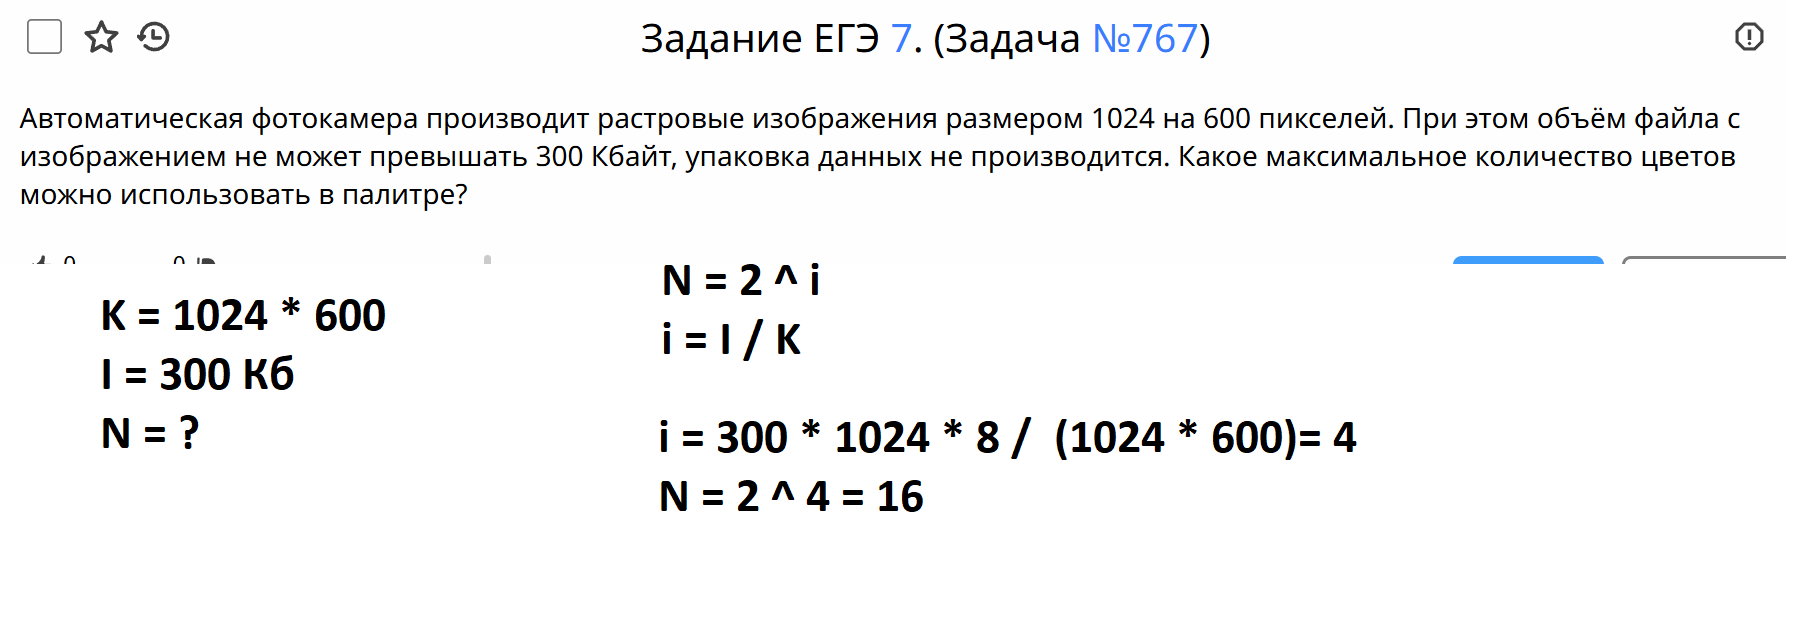 Задание ЕГЭ 7. (Задача №767)
Автоматическая фотокамера производит растровые изображения размером 1024 на 600 пикселей. При этом объём файла с
изображением не может превышать 300 Кбайт, упаковка данных не производится. Какое максимальное количество цветов
можно использовать в палитре?
K = 1024 * 600
I = 300 Кб
N = ?
N = 2 ^ i
i = I / K
i = 300 * 1024 * 8 / (1024 * 600)= 4
N = 2 ^ 4 = 16